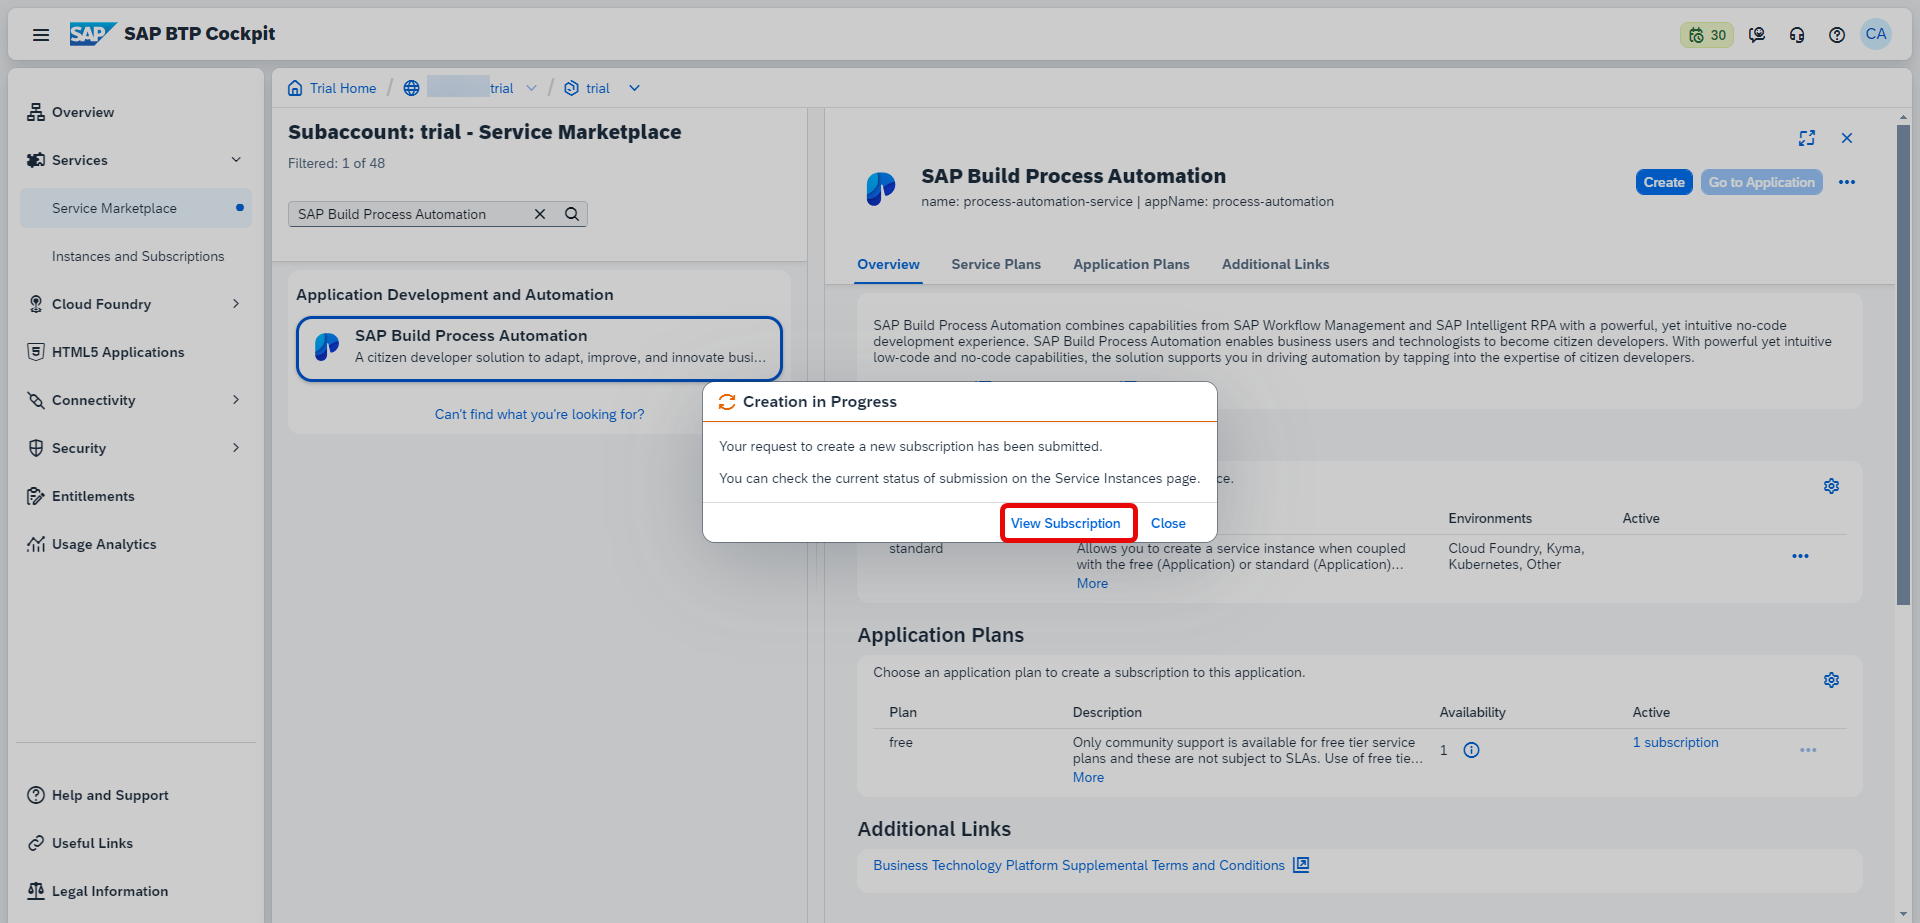 SAP
SAP BTP Cockpit
30
CA
Overview
Services
Service Marketplace
Instances and Subscriptions
Cloud Foundry
HTML5 Applications
Connectivity
Security
Entitlements
Usage Analytics
Help and Support
Useful Links
Legal Information
Trial Home / trial / trial
Subaccount: trial - Service Marketplace
Filtered: 1 of 48
SAP Build Process Automation
Application Development and Automation
SAP Build Process Automation
A citizen developer solution to adapt, improve, and innovate busi...
Can't find what you're looking for?
SAP Build Process Automation
name: process-automation-service | appName: process-automation
Create
Go to Application
Overview
Service Plans
Application Plans
Additional Links
SAP Build Process Automation combines capabilities from SAP Workflow Management and SAP Intelligent RPA with a powerful, yet intuitive no-code
development experience. SAP Build Process Automation enables business users and technologists to become citizen developers. With powerful yet intuitive
low-code and no-code capabilities, the solution supports you in driving automation by tapping into the expertise of citizen developers.
Creation in Progress
Your request to create a new subscription has been submitted.
You can check the current status of submission on the Service Instances page.
View Subscription
Close
ce.
Environments
Active
standard
Allows you to create a service instance when coupled
with the free (Application) or standard (Application)...
More
Cloud Foundry, Kyma,
Kubernetes, Other
Application Plans
Choose an application plan to create a subscription to this application.
Plan
Description
Availability
Active
free
Only community support is available for free tier service
plans and these are not subject to SLAs. Use of free tie...
More
1
1 subscription
Additional Links
Business Technology Platform Supplemental Terms and Conditions